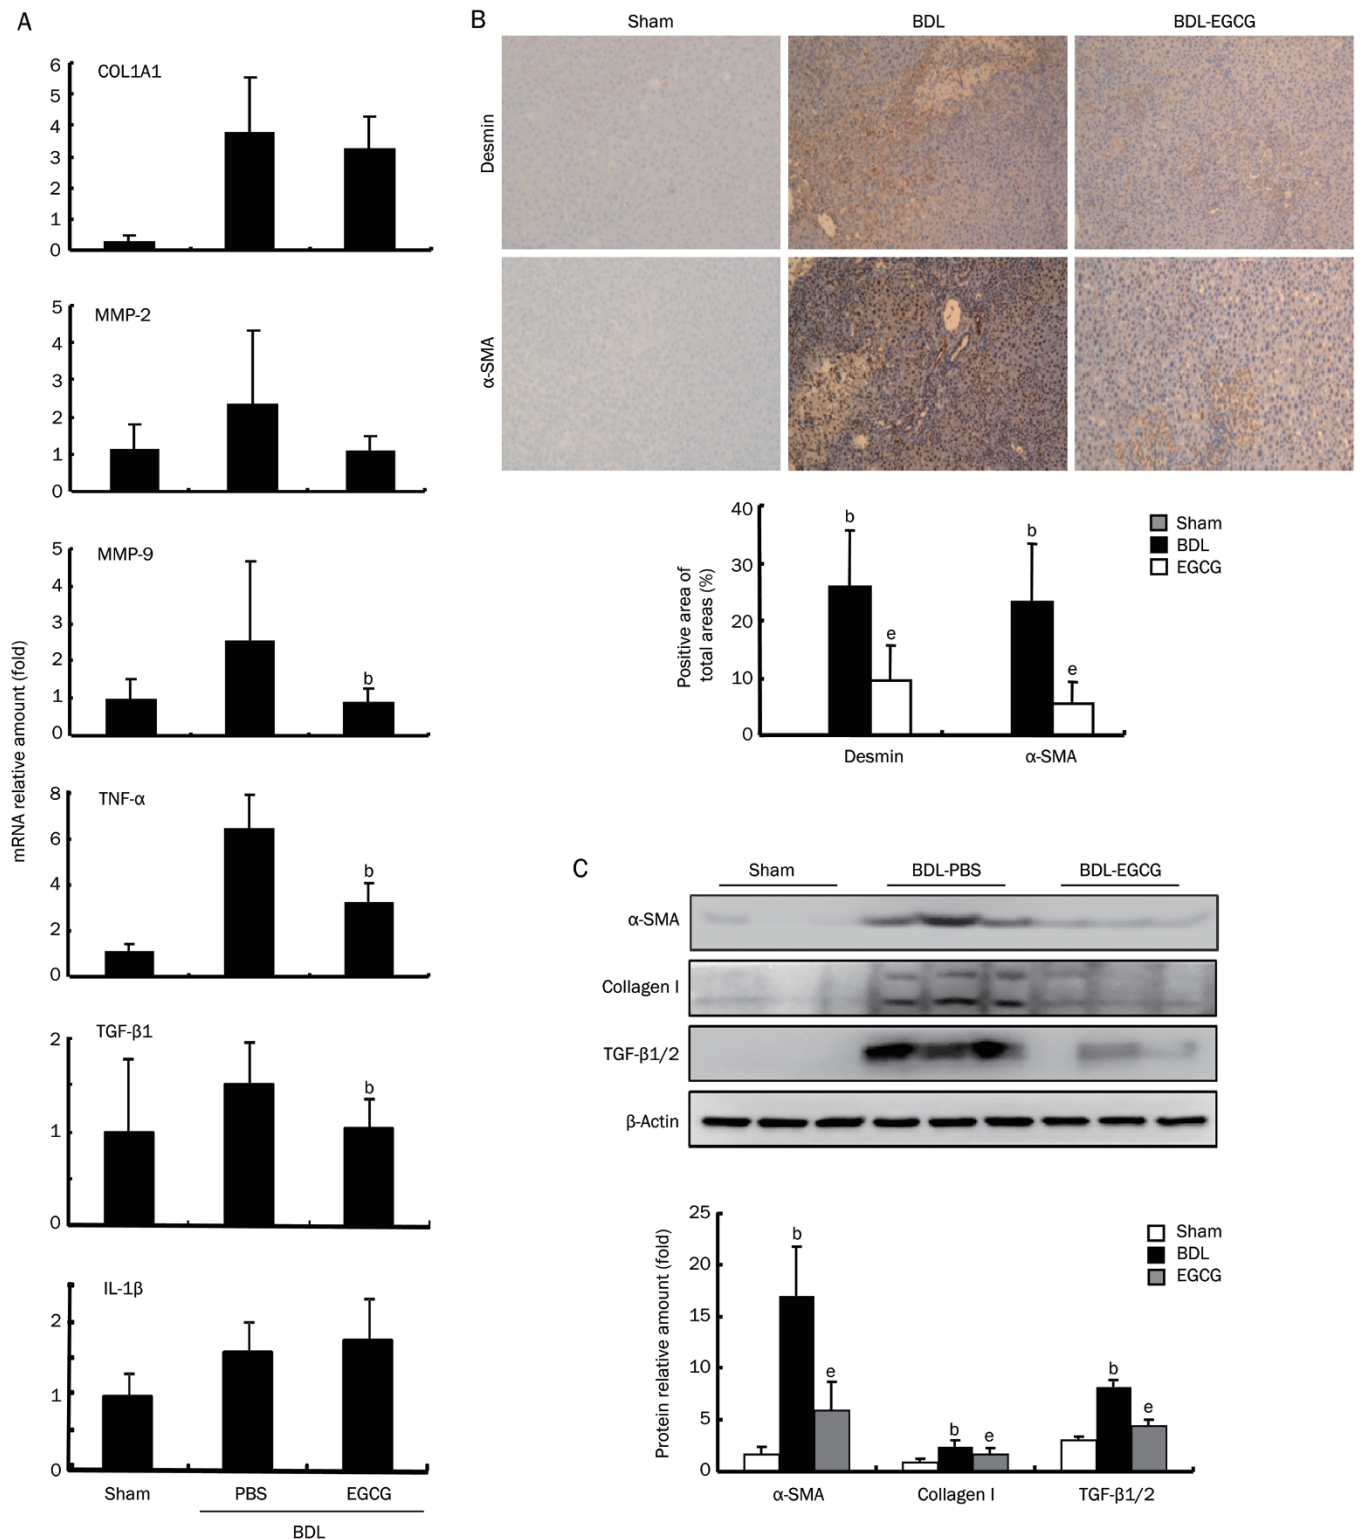 A
mRNA relative amount (fold)
COL1A1
6
5
4
3
2
1
0
MMP-2
5
4
3
2
1
0
MMP-9
5
4
3
2
1
0
b
TNF-α
8
6
4
2
0
b
TGF-β1
2
1
0
b
IL-1β
2
1
0
Sham PBS EGCG
BDL
B
Sham BDL BDL-EGCG
Desmin
α-SMA
Positive area of
total areas (%)
40
30
20
10
0
b e b e
Desmin α-SMA
Sham
BDL
EGCG
C
Sham BDL-PBS BDL-EGCG
α-SMA
Collagen I
TGF-β1/2
β-Actin
Protein relative amount (fold)
25
20
15
10
5
0
b e b e b e
α-SMA Collagen I TGF-β1/2
Sham
BDL
EGCG